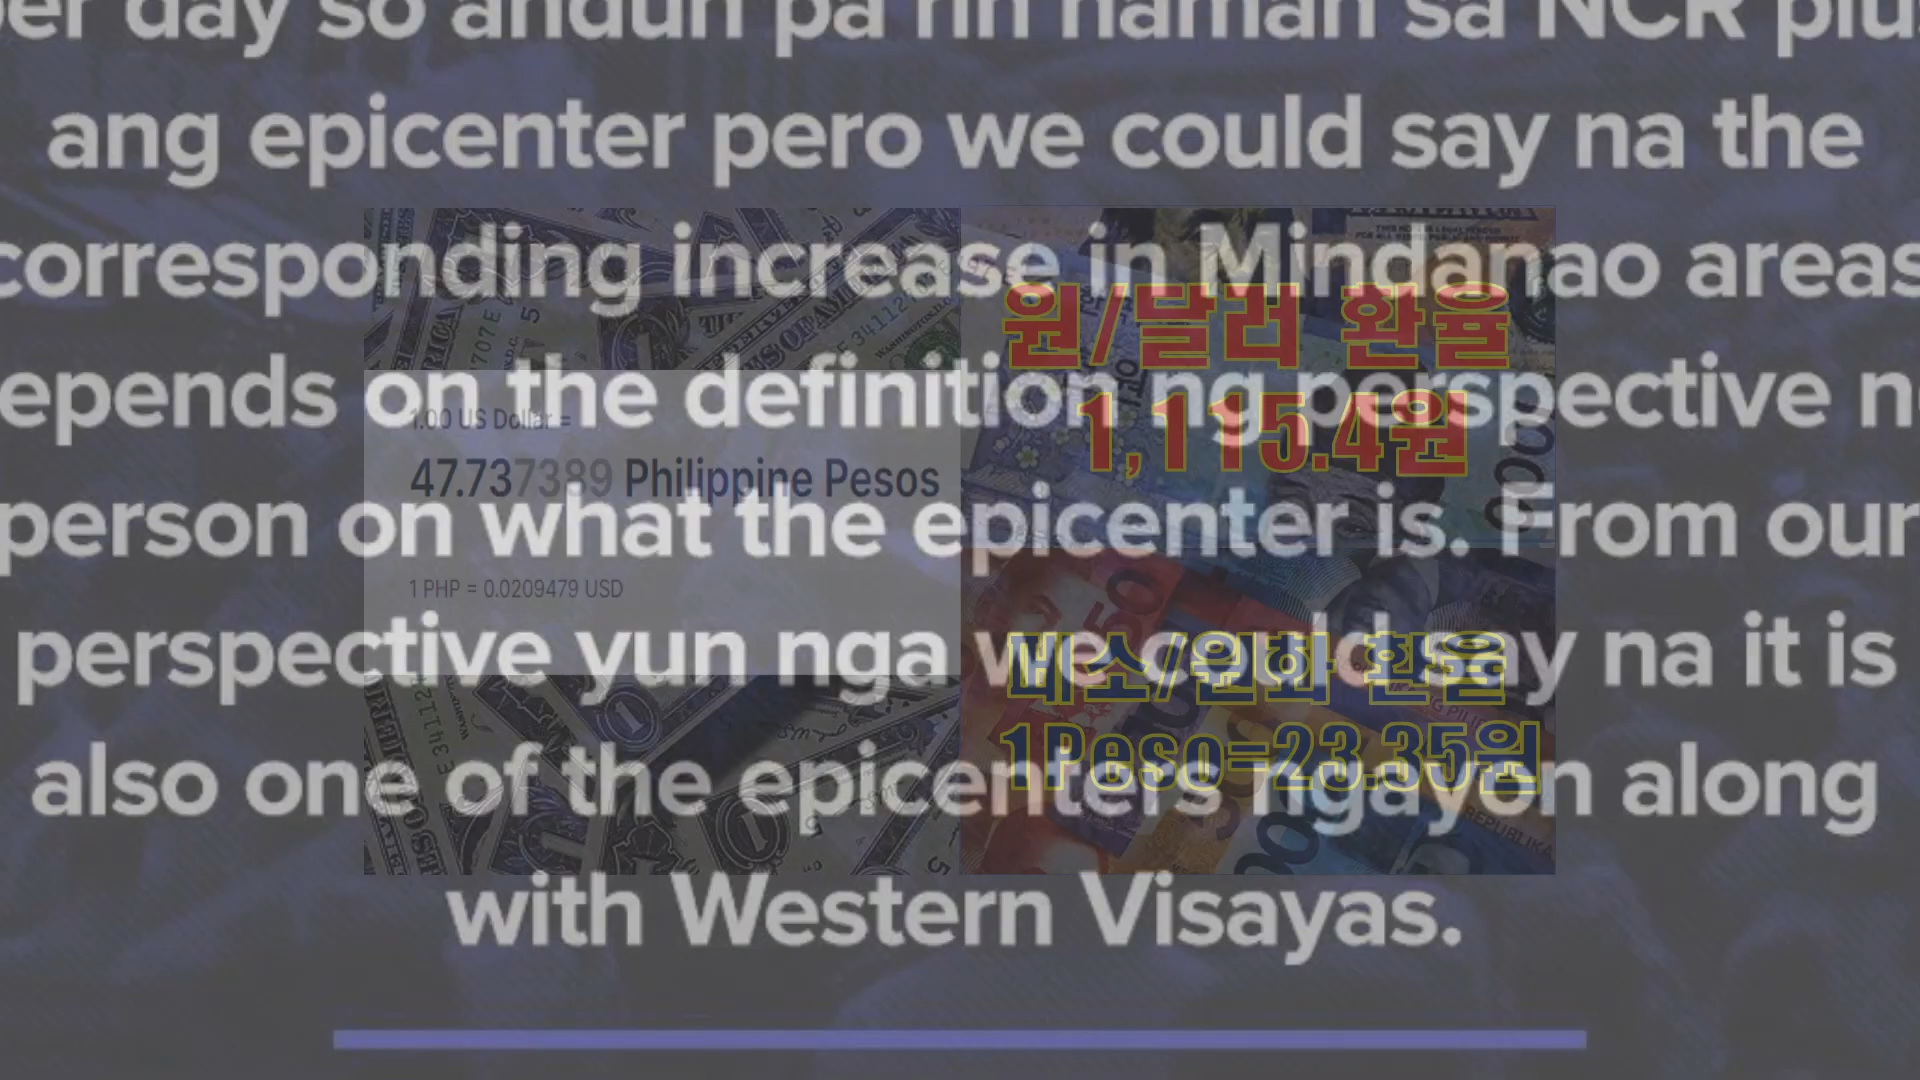 per day so andun pa rin naman sa NCR plus
ang epicenter pero we could say na the
corresponding increase in Mindanao areas
epends on the definition ng perspective n
person on what the epicenter is. From our
perspective yun nga we could say na it is
also one of the epicenters ngayon along
with Western Visayas.
1.00 US Dollar =
47.737389 Philippine Pesos
1 PHP = 0.0209479 USD
원/달러 환율
1,115.4원
페소/원화 환율
1Peso=23.35원